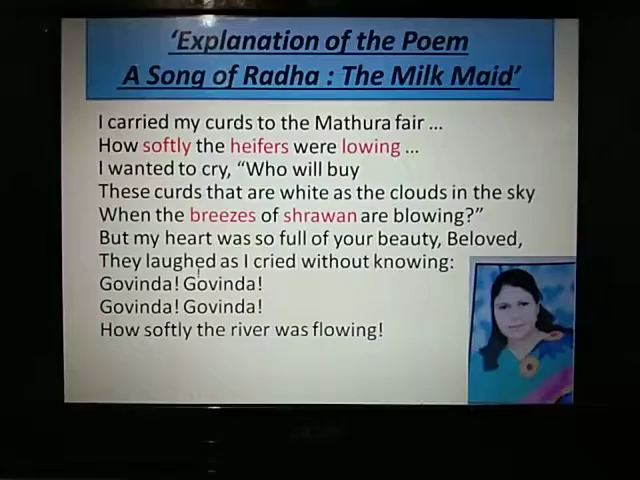 ‘Explanation of the Poem
A Song of Radha : The Milk Maid’
I carried my curds to the Mathura fair ...
How softly the heifers were lowing ...
I wanted to cry, “Who will buy
These curds that are white as the clouds in the sky
When the breezes of shrawan are blowing?”
But my heart was so full of your beauty, Beloved,
They laughed as I cried without knowing:
Govinda! Govinda!
Govinda! Govinda!
How softly the river was flowing!